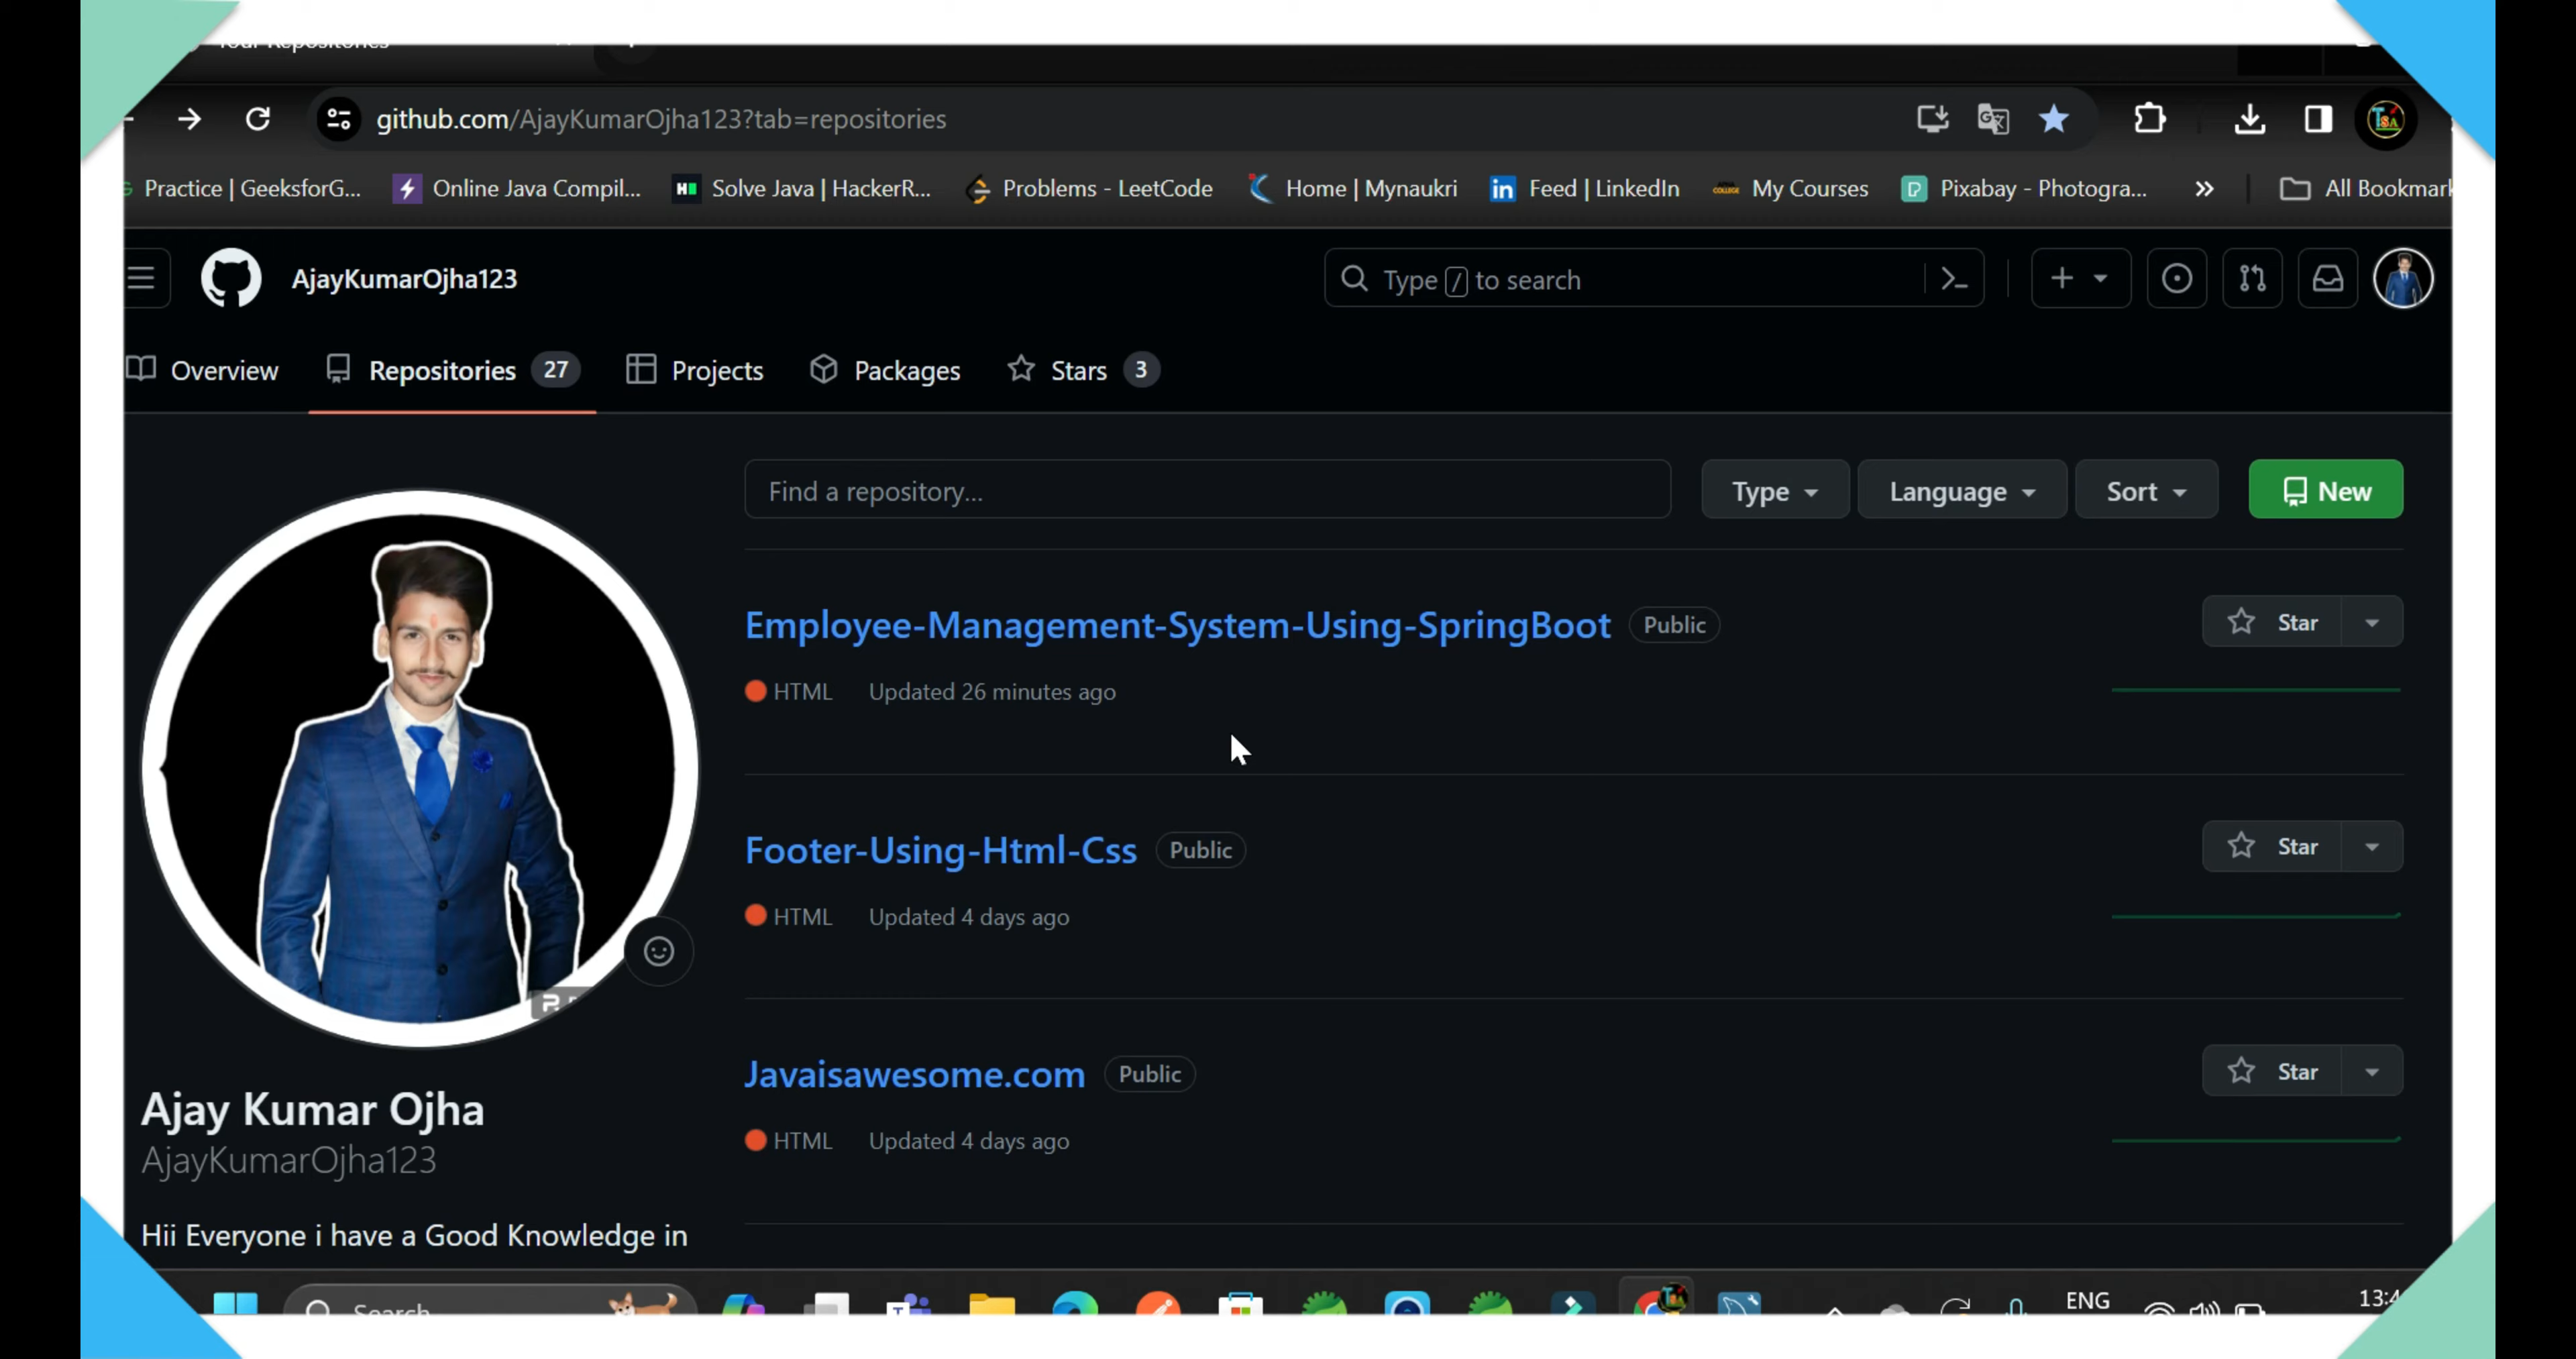 github.com/AjayKumarOjha123?tab=repositories
Practice | GeeksforG... Online Java Compil... Solve Java | HackerR... Problems - LeetCode Home | Mynaukri Feed | LinkedIn My Courses Pixabay - Photogra... All Bookmark
AjayKumarOjha123 Type / to search
Overview Repositories 27 Projects Packages Stars 3
Find a repository... Type Language Sort New
Employee-Management-System-Using-SpringBoot Public Star
HTML Updated 26 minutes ago
Footer-Using-Html-Css Public Star
HTML Updated 4 days ago
Javaisawesome.com Public Star
HTML Updated 4 days ago
Ajay Kumar Ojha
AjayKumarOjha123
Hii Everyone i have a Good Knowledge in
Search ENG